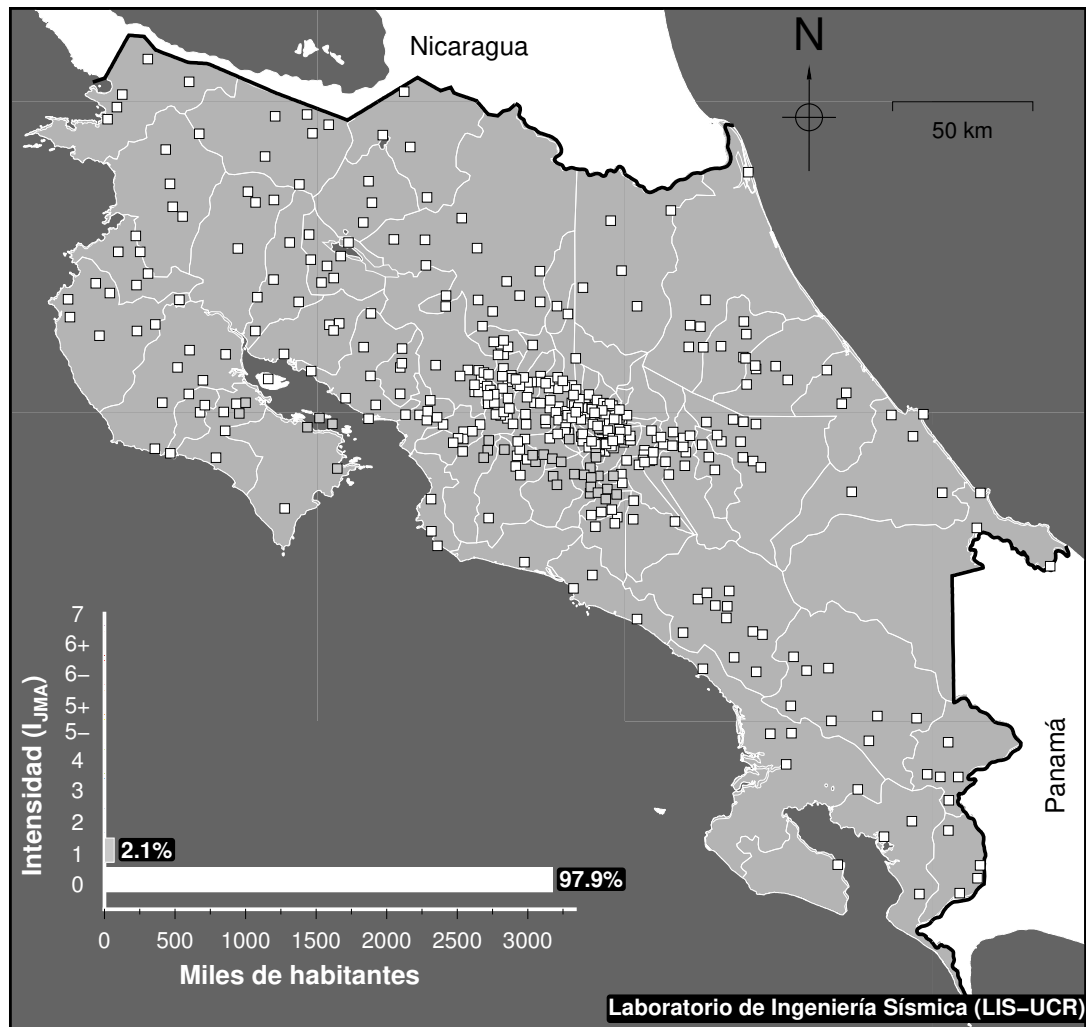 Nicaragua
N
50 km
Panamá
Intensidad (I_JMA)
7
6+
6−
5+
5−
4
3
2
1
0
2.1%
97.9%
0 500 1000 1500 2000 2500 3000
Miles de habitantes
Laboratorio de Ingeniería Sísmica (LIS−UCR)